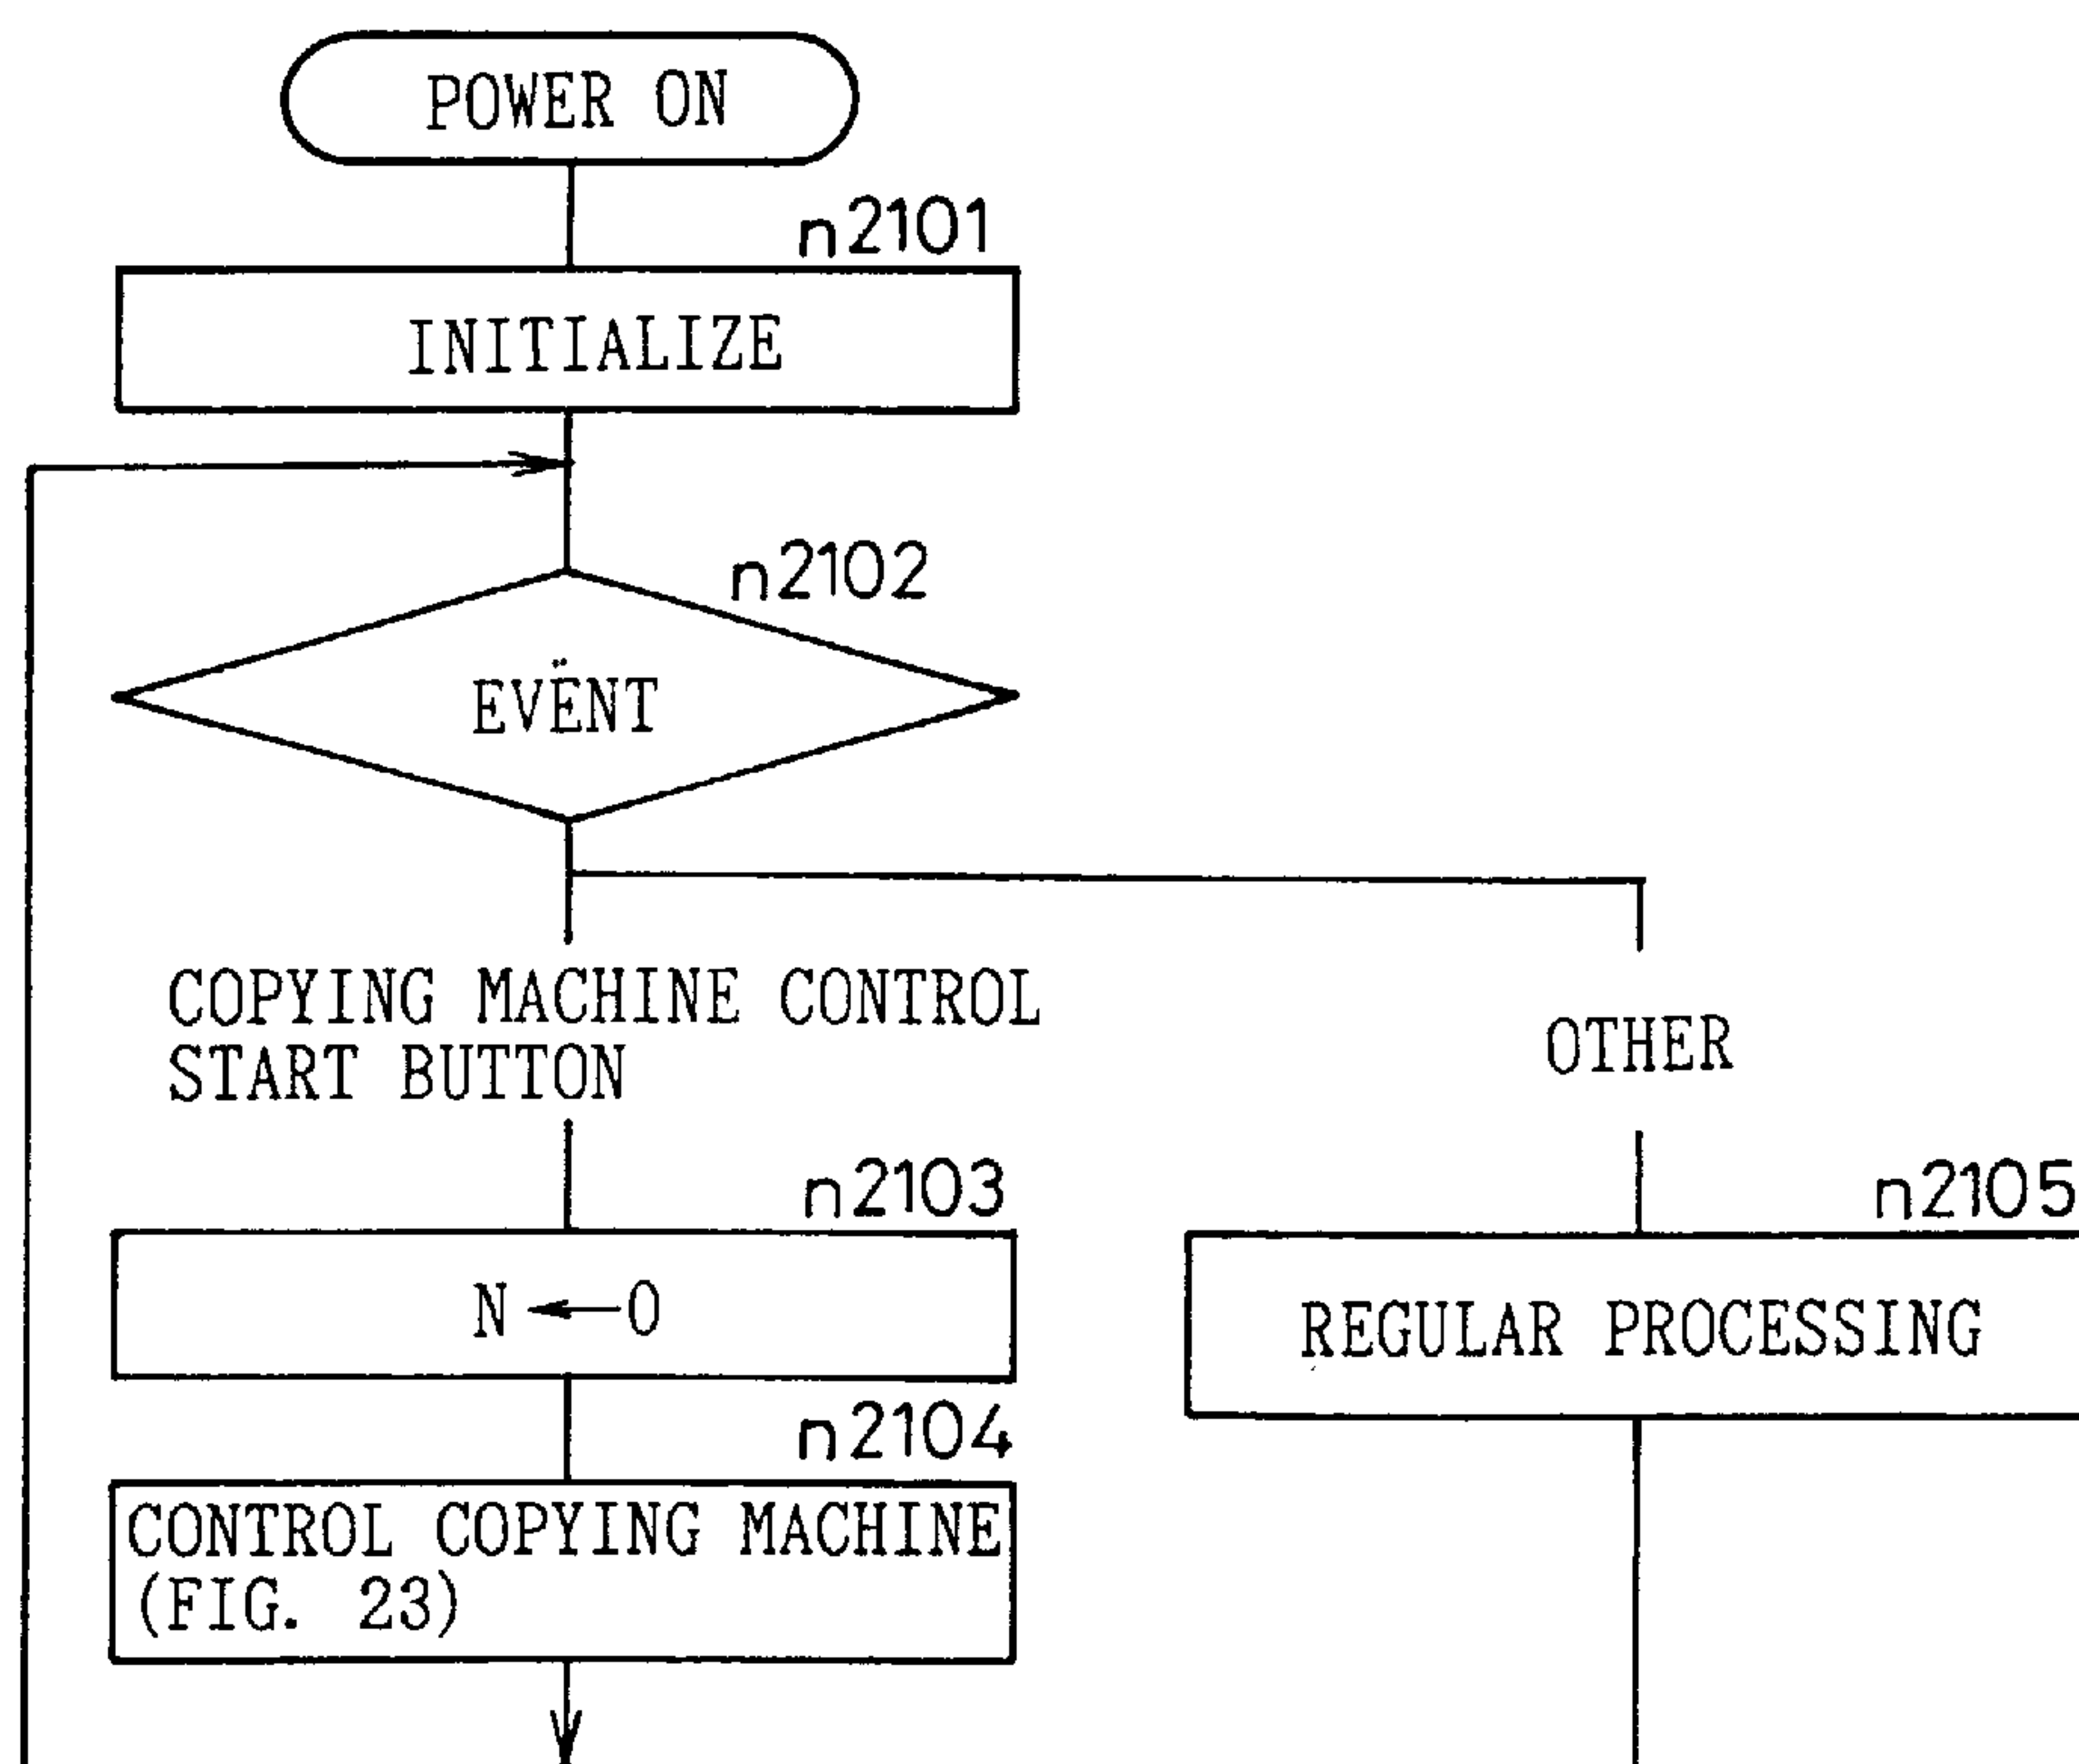 POWER ON
n2101
INITIALIZE
n2102
EVENT
COPYING MACHINE CONTROL
START BUTTON
OTHER
n2103
n2105
N ← 0
REGULAR PROCESSING
n2104
CONTROL COPYING MACHINE
(FIG. 23)